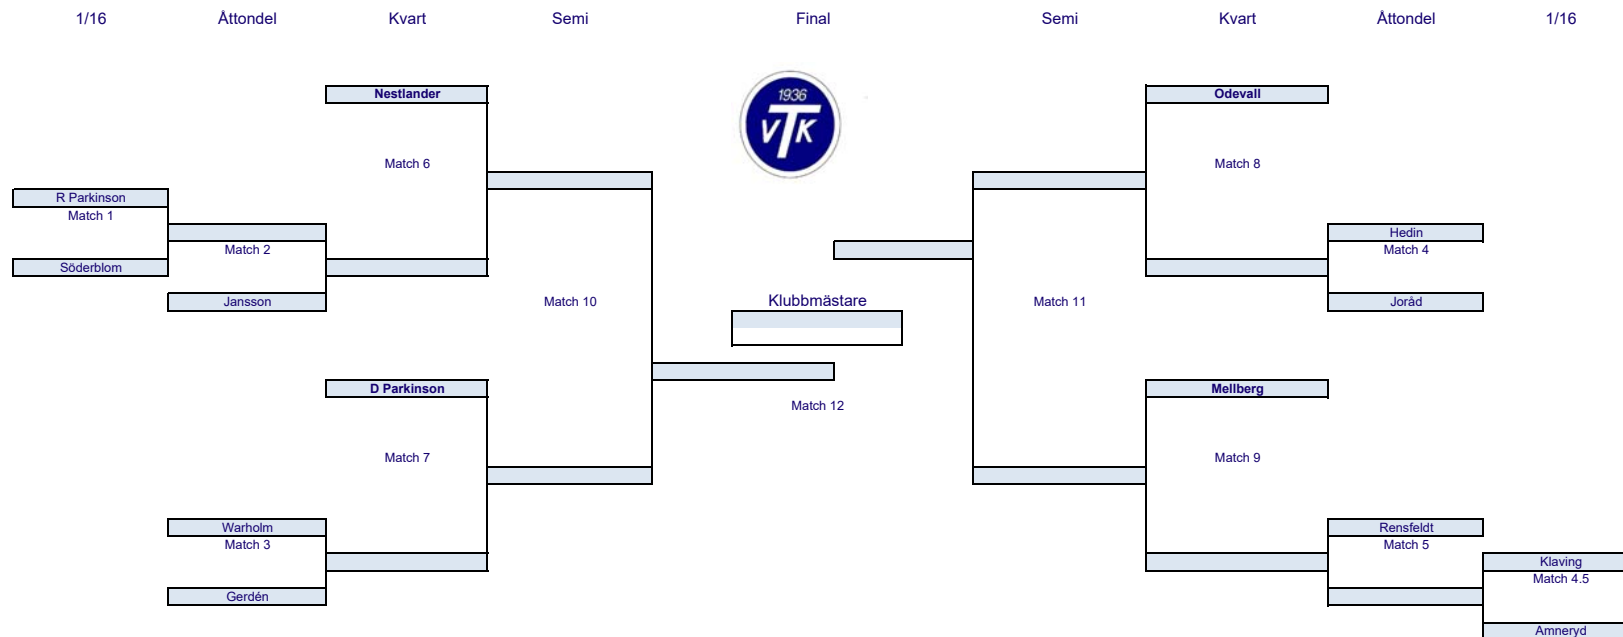 1/16 Åttondel Kvart Semi Final Semi Kvart Åttondel 1/16
1936
VTK
Nestlander
Odevall
Match 6
Match 8
R Parkinson
Match 1
Hedin
Match 2
Match 4
Söderblom
Jansson
Match 10
Klubbmästare
Match 11
Joråd
D Parkinson
Mellberg
Match 12
Match 7
Match 9
Warholm
Rensfeldt
Match 3
Match 5
Klaving
Match 4.5
Gerdén
Amneryd